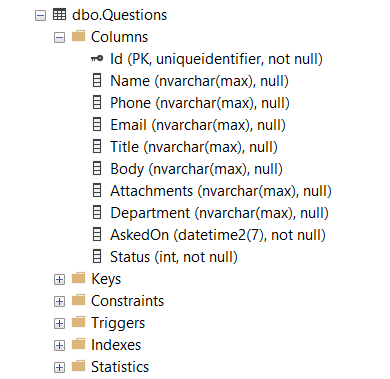 dbo.Questions
Columns
Id (PK, uniqueidentifier, not null)
Name (nvarchar(max), null)
Phone (nvarchar(max), null)
Email (nvarchar(max), null)
Title (nvarchar(max), null)
Body (nvarchar(max), null)
Attachments (nvarchar(max), null)
Department (nvarchar(max), null)
AskedOn (datetime2(7), not null)
Status (int, not null)
Keys
Constraints
Triggers
Indexes
Statistics